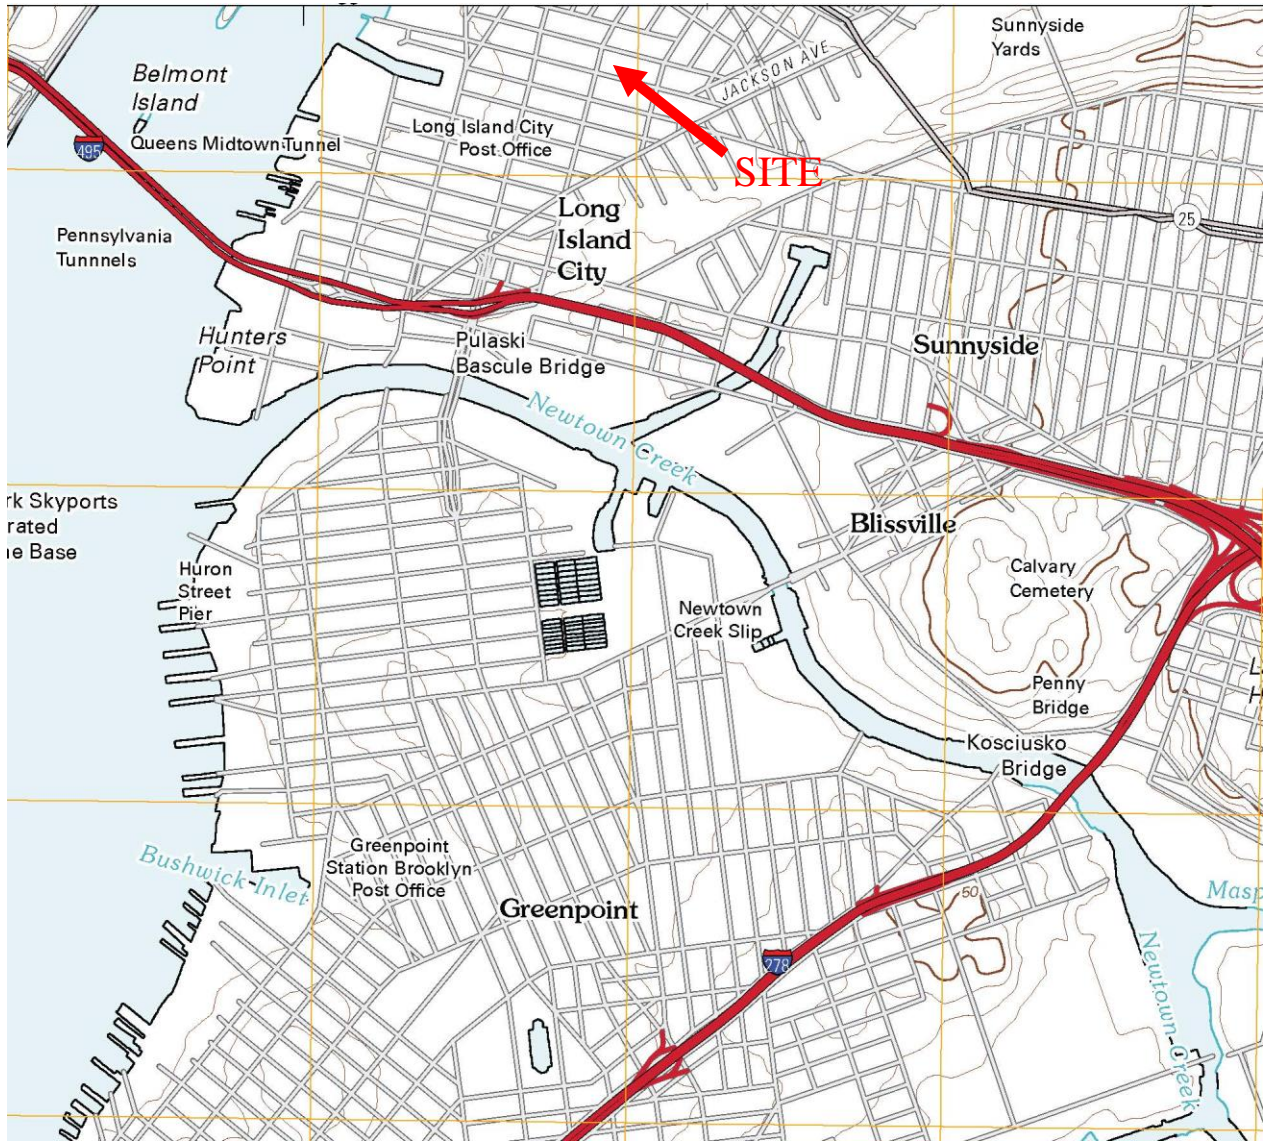 Sunnyside
Yards
JACKSON AVE
Belmont
Island
Long Island City
Post Office
Queens Midtown Tunnel
495
SITE
25
Long
Island
City
Pennsylvania
Tunnnels
Hunters
Point
Pulaski
Bascule Bridge
Sunnyside
Newtown Creek
rk Skyports
rated
ne Base
Blissville
Huron
Street
Pier
Calvary
Cemetery
Newtown
Creek Slip
L
H
Penny
Bridge
Kosciusko
Bridge
Greenpoint
Station Brooklyn
Post Office
Bushwick Inlet
50
Masp
Greenpoint
278
Newtown Creek